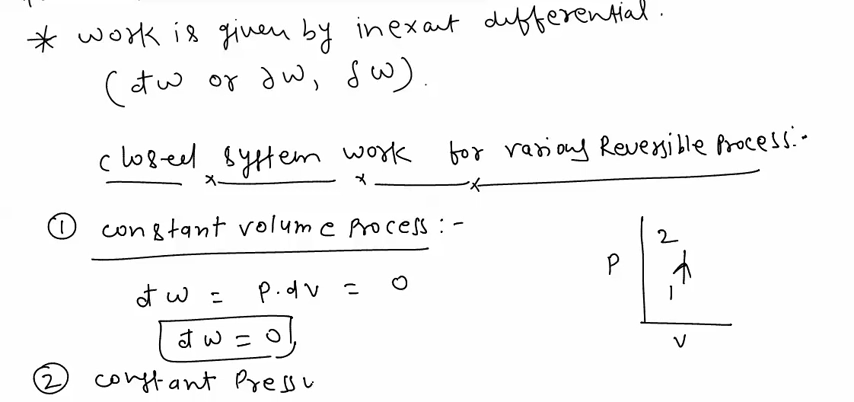 * work is given by inexact differential.
(đw or ∂w, δw).
closed system work for various Reversible Process:-
① constant volume process :-
đw = P.dv = 0
đw = 0
P
2
1
V
② constant Pressu